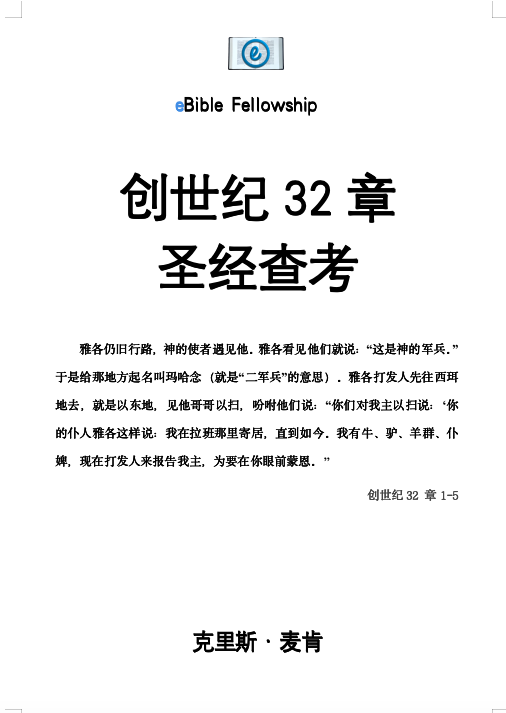 e
eBible Fellowship
创世纪 32 章
圣经查考
雅各仍旧行路，神的使者遇见他．雅各看见他们就说：“这是神的军兵．”
于是给那地方起名叫玛哈念（就是“二军兵”的意思）．雅各打发人先往西珥
地去，就是以东地，见他哥哥以扫，吩咐他们说：“你们对我主以扫说：‘你
的仆人雅各这样说：我在拉班那里寄居，直到如今．我有牛、驴、羊群、仆
婢，现在打发人来报告我主，为要在你眼前蒙恩．”
创世纪 32 章 1-5
克里斯·麦肯